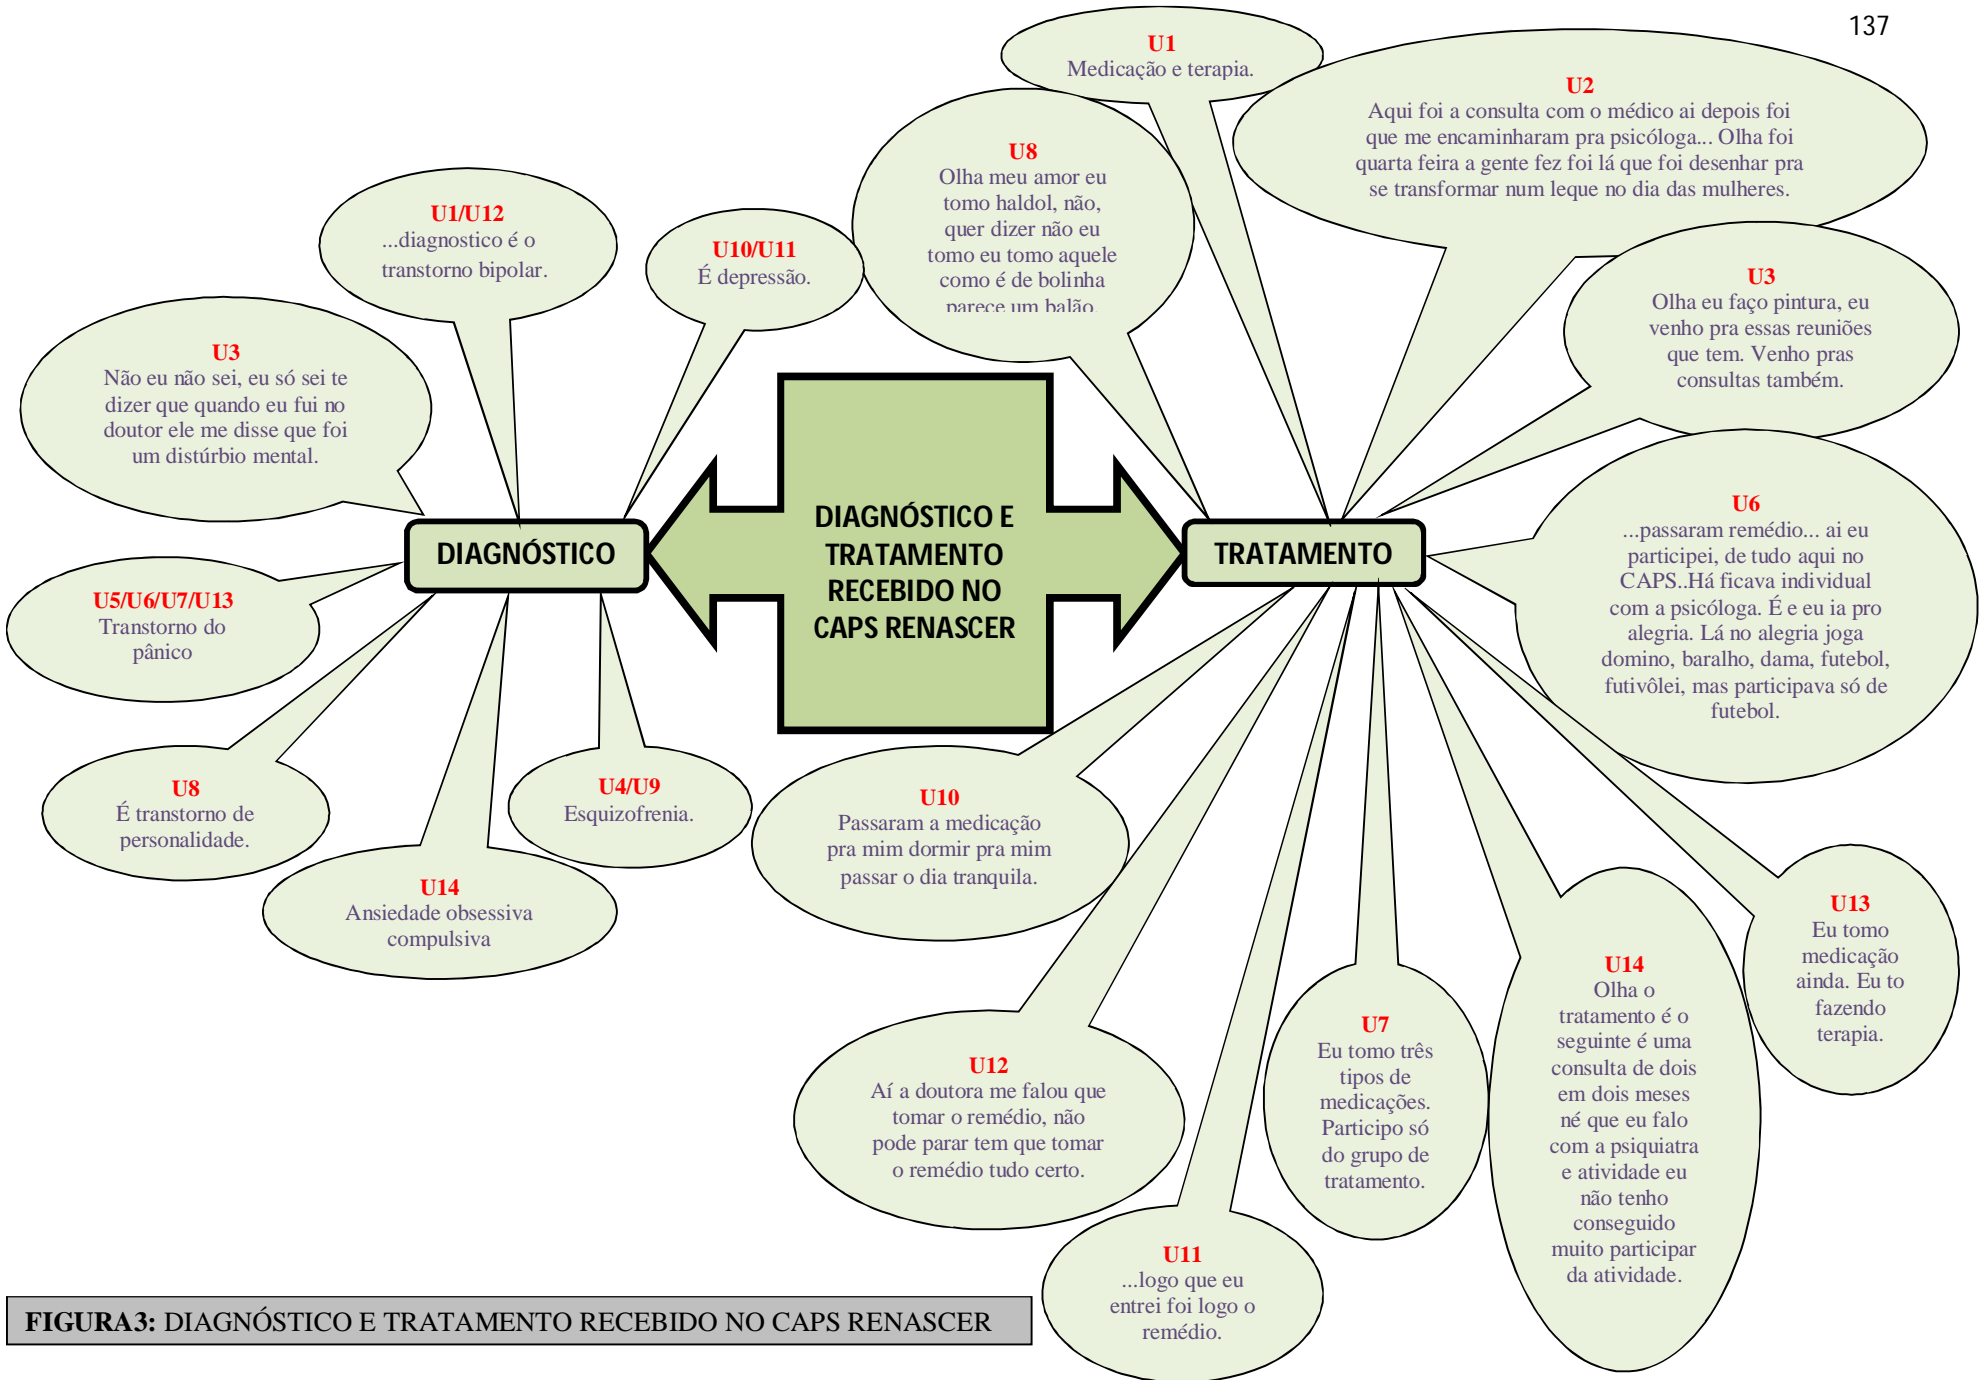 137
U1
Medicação e terapia.
U2
Aqui foi a consulta com o médico ai depois foi
que me encaminharam pra psicóloga... Olha foi
quarta feira a gente fez foi lá que foi desenhar pra
se transformar num leque no dia das mulheres.
U8
Olha meu amor eu
tomo haldol, não,
quer dizer não eu
tomo eu tomo aquele
como é de bolinha
parece um balão.
U1/U12
...diagnostico é o
transtorno bipolar.
U10/U11
É depressão.
U3
Olha eu faço pintura, eu
venho pra essas reuniões
que tem. Venho pras
consultas também.
U3
Não eu não sei, eu só sei te
dizer que quando eu fui no
doutor ele me disse que foi
um distúrbio mental.
DIAGNÓSTICO
DIAGNÓSTICO E
TRATAMENTO
RECEBIDO NO
CAPS RENASCER
TRATAMENTO
U6
...passaram remédio... ai eu
participei, de tudo aqui no
CAPS..Há ficava individual
com a psicóloga. É e eu ia pro
alegria. Lá no alegria joga
domino, baralho, dama, futebol,
futivôlei, mas participava só de
futebol.
U5/U6/U7/U13
Transtorno do
pânico
U8
É transtorno de
personalidade.
U4/U9
Esquizofrenia.
U14
Ansiedade obsessiva
compulsiva
U10
Passaram a medicação
pra mim dormir pra mim
passar o dia tranquila.
U13
Eu tomo
medicação
ainda. Eu to
fazendo
terapia.
U14
Olha o
tratamento é o
seguinte é uma
consulta de dois
em dois meses
né que eu falo
com a psiquiatra
e atividade eu
não tenho
conseguido
muito participar
da atividade.
U7
Eu tomo três
tipos de
medicações.
Participo só
do grupo de
tratamento.
U12
Aí a doutora me falou que
tomar o remédio, não
pode parar tem que tomar
o remédio tudo certo.
U11
...logo que eu
entrei foi logo o
remédio.
FIGURA3: DIAGNÓSTICO E TRATAMENTO RECEBIDO NO CAPS RENASCER